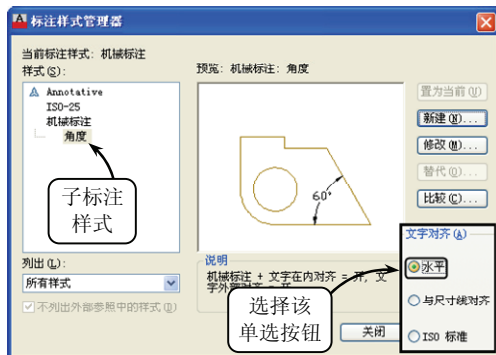 标注样式管理器
当前标注样式: 机械标注
样式(S):
预览: 机械标注: 角度
Annotative
ISO-25
机械标注
角度
子标注
样式
60°
置为当前(U)
新建(N)...
修改(M)...
替代(O)...
比较(C)...
列出(L):
所有样式
不列出外部参照中的样式(D)
说明
机械标注 + 文字在内对齐 = 开, 文
字外部对齐 = 开
选择该
单选按钮
关闭
文字对齐(A)
水平
与尺寸线对齐
ISO 标准